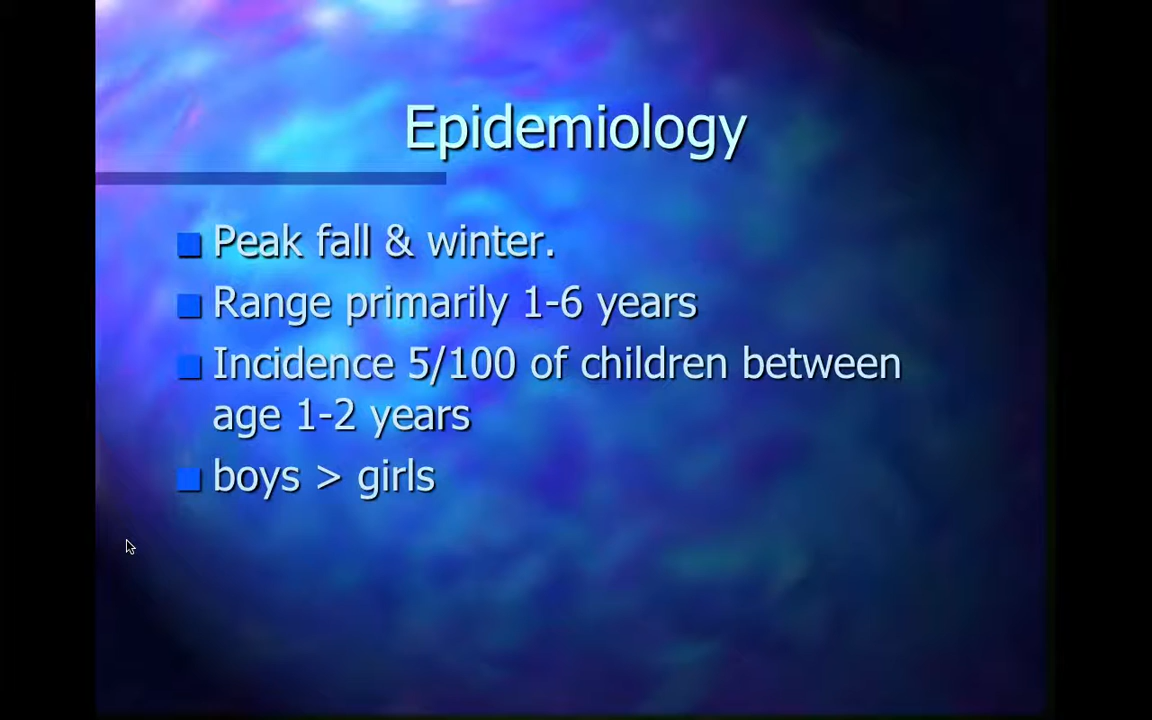 Epidemiology
Peak fall & winter.
Range primarily 1-6 years
Incidence 5/100 of children between
age 1-2 years
boys > girls